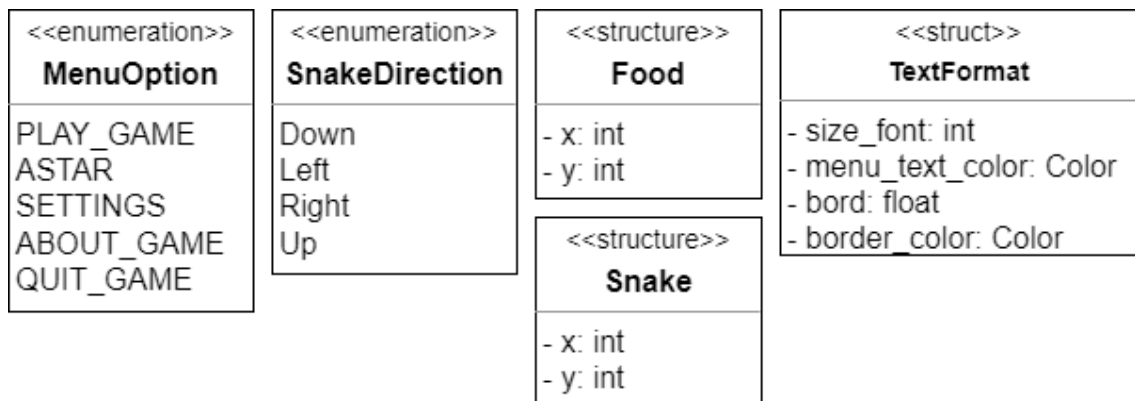 <<enumeration>>
MenuOption
PLAY_GAME
ASTAR
SETTINGS
ABOUT_GAME
QUIT_GAME
<<enumeration>>
SnakeDirection
Down
Left
Right
Up
<<structure>>
Food
- x: int
- y: int
<<structure>>
Snake
- x: int
- y: int
<<struct>>
TextFormat
- size_font: int
- menu_text_color: Color
- bord: float
- border_color: Color